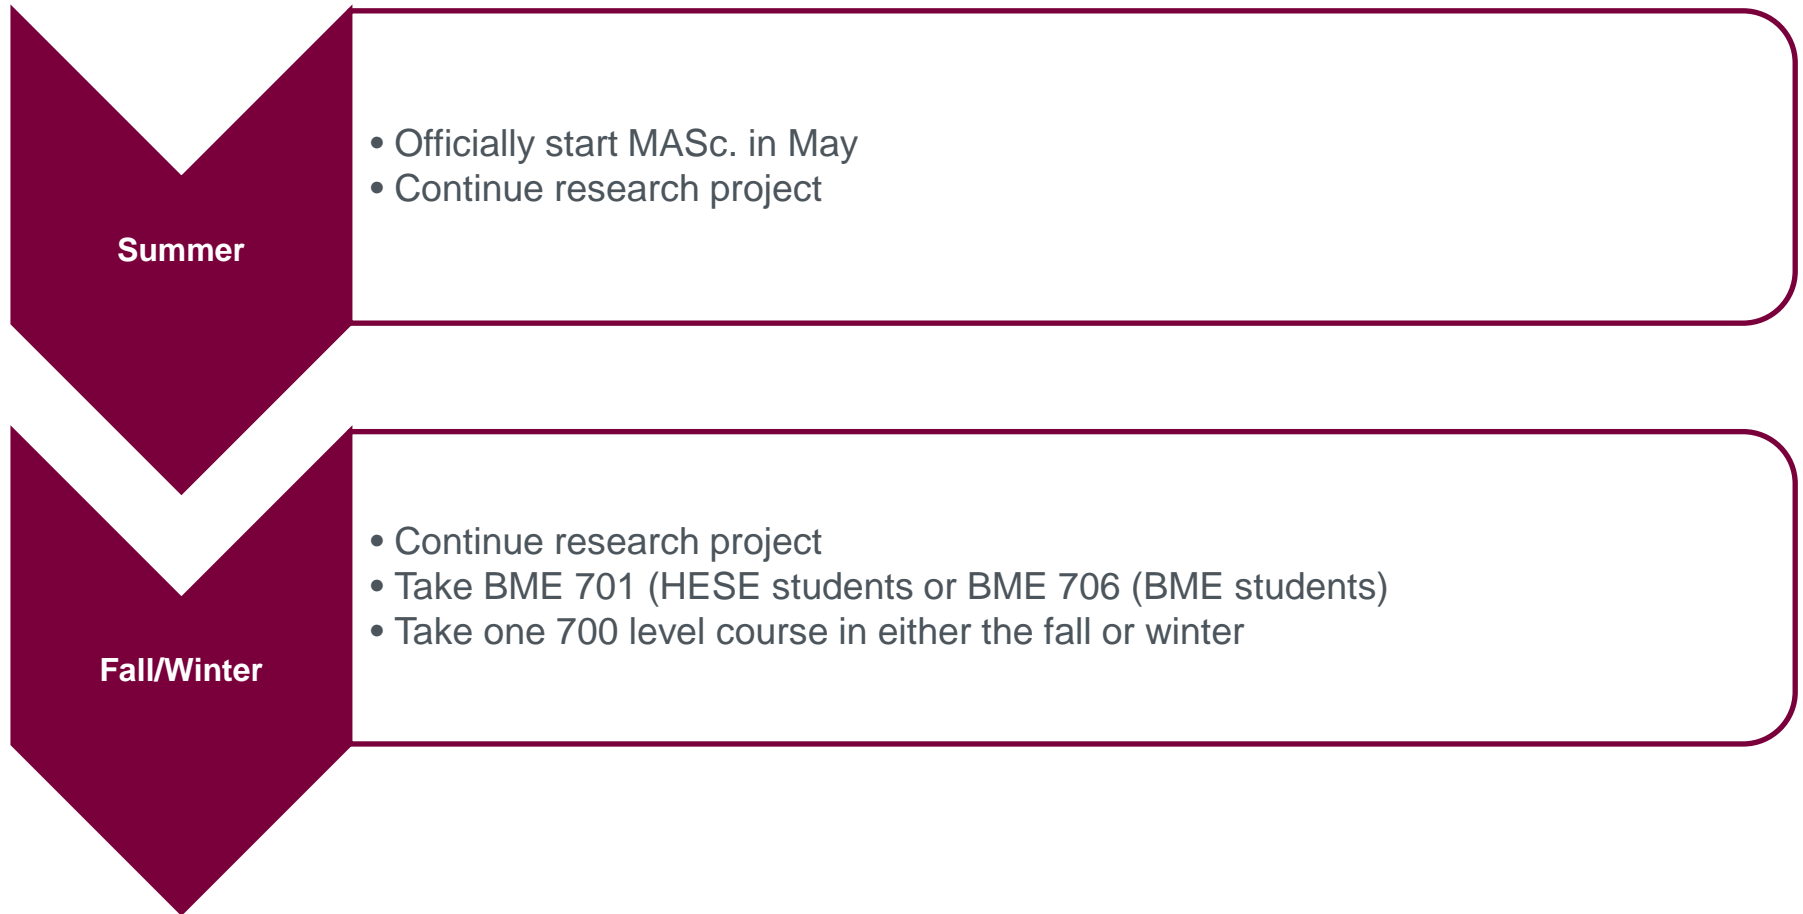 Summer
• Officially start MASc. in May
• Continue research project
Fall/Winter
• Continue research project
• Take BME 701 (HESE students or BME 706 (BME students)
• Take one 700 level course in either the fall or winter